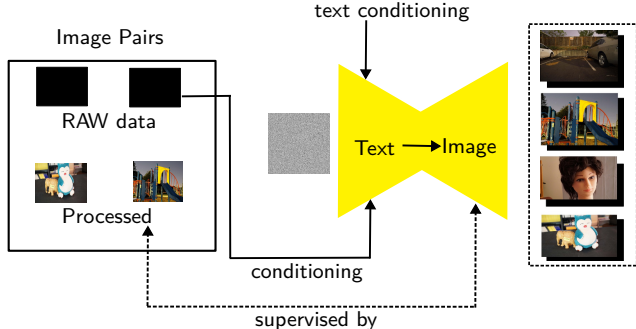 text conditioning
Image Pairs
RAW data
Text
Image
Processed
conditioning
supervised by